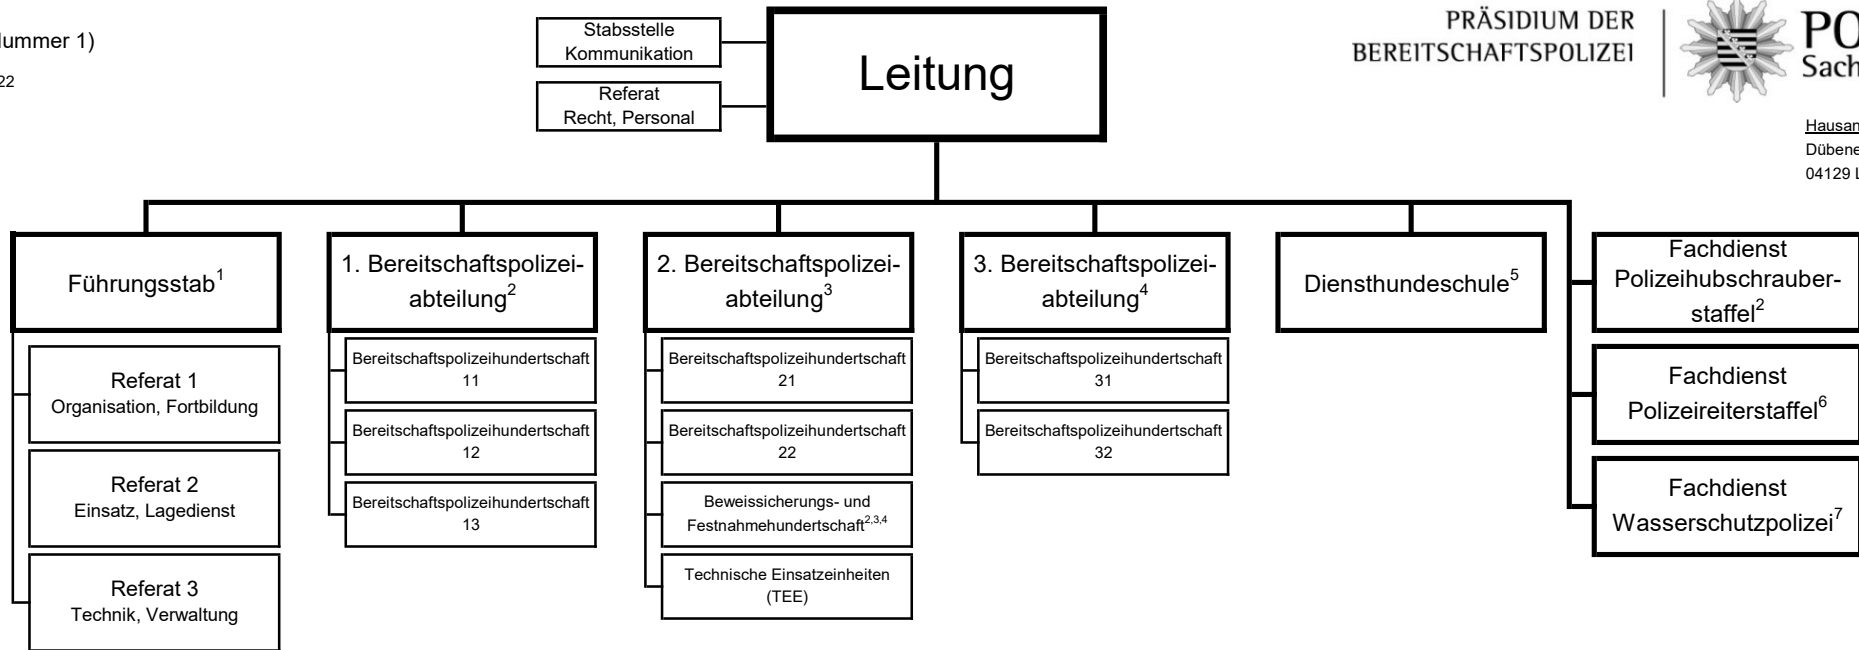 Nummer 1)
22
Stabsstelle
Kommunikation
Referat
Recht, Personal
Leitung
PRÄSIDIUM DER
BEREITSCHAFTSPOLIZEI
PO
Sach
Hausan
Dübene
04129 L
Führungsstab¹
Referat 1
Organisation, Fortbildung
Referat 2
Einsatz, Lagedienst
Referat 3
Technik, Verwaltung
1. Bereitschaftspolizei-
abteilung²
Bereitschaftspolizeihundertschaft
11
Bereitschaftspolizeihundertschaft
12
Bereitschaftspolizeihundertschaft
13
2. Bereitschaftspolizei-
abteilung³
Bereitschaftspolizeihundertschaft
21
Bereitschaftspolizeihundertschaft
22
Beweissicherungs- und
Festnahmehundertschaft²,³,⁴
Technische Einsatzeinheiten
(TEE)
3. Bereitschaftspolizei-
abteilung⁴
Bereitschaftspolizeihundertschaft
31
Bereitschaftspolizeihundertschaft
32
Diensthundeschule⁵
Fachdienst
Polizeihubschrauber-
staffel²
Fachdienst
Polizeireiterstaffel⁶
Fachdienst
Wasserschutzpolizei⁷